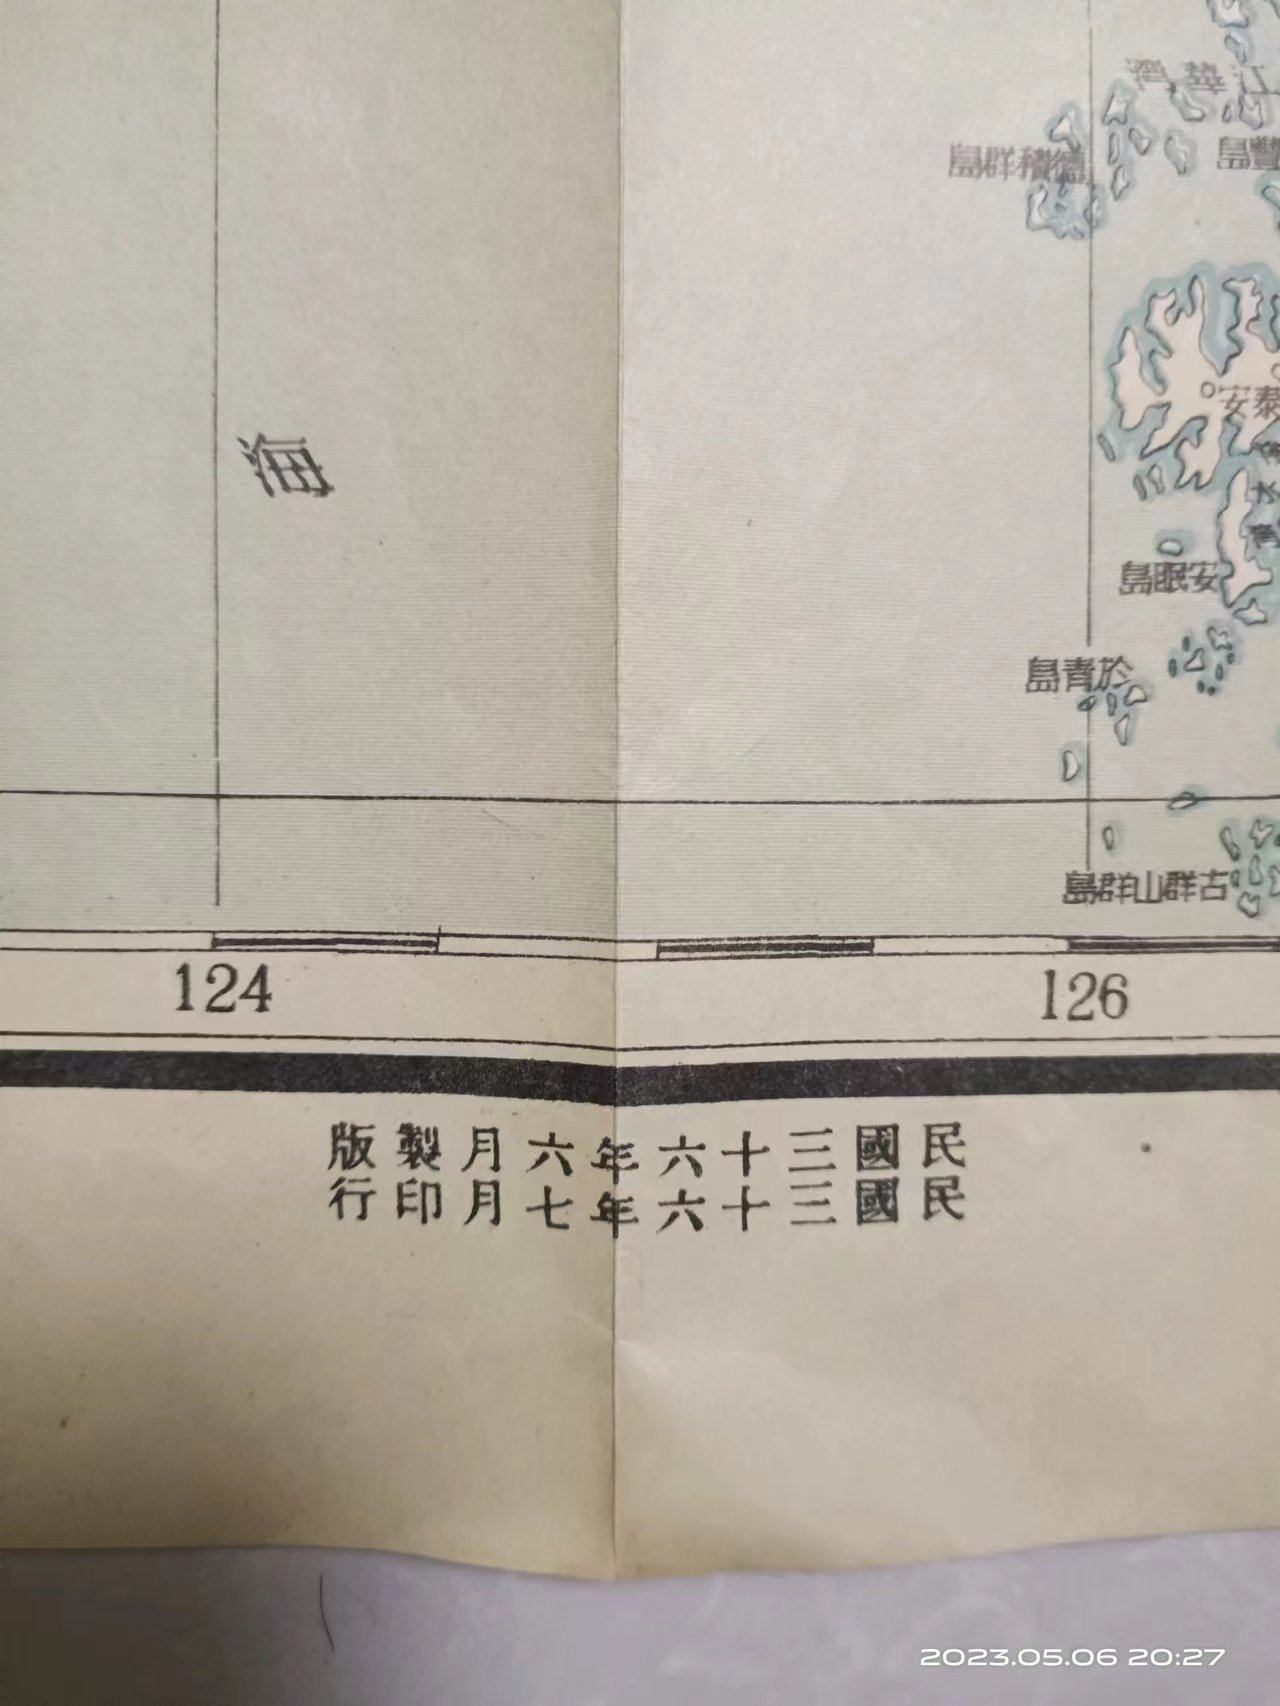 江華灣
德積群島
豐島
泰安
海
安眠島
於青島
古群山群島
124
126
民國三十六年六月製版
民國三十六年七月印行
2023.05.06 20:27